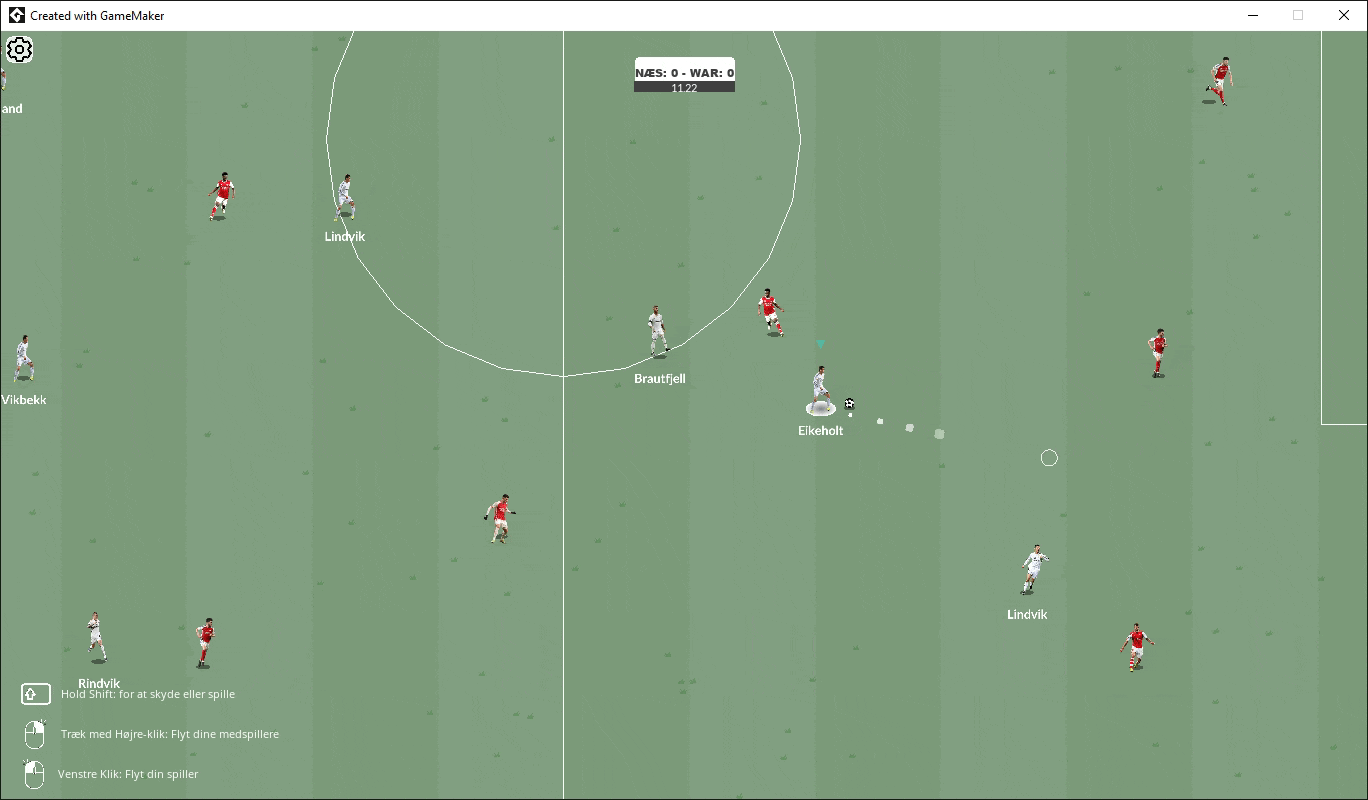 Created with GameMaker
NÆS: 0 - WAR: 0
11.22
and
Lindvik
Brautfjell
Vikbekk
Eikeholt
Lindvik
Rindvik
Hold Shift: for at skyde eller spille
Træk med Højre-klik: Flyt dine medspillere
Venstre Klik: Flyt din spiller